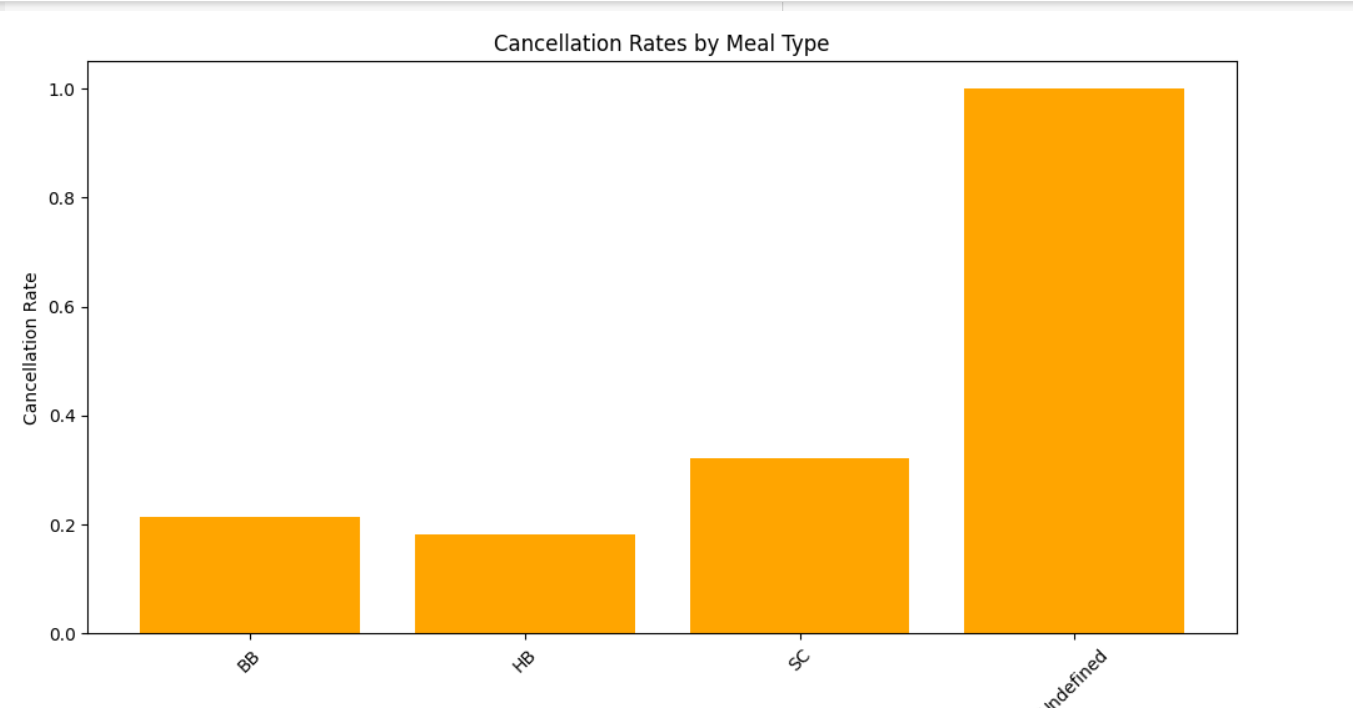 Cancellation Rates by Meal Type
Cancellation Rate
1.0
0.8
0.6
0.4
0.2
0.0
BB
HB
SC
ndefined